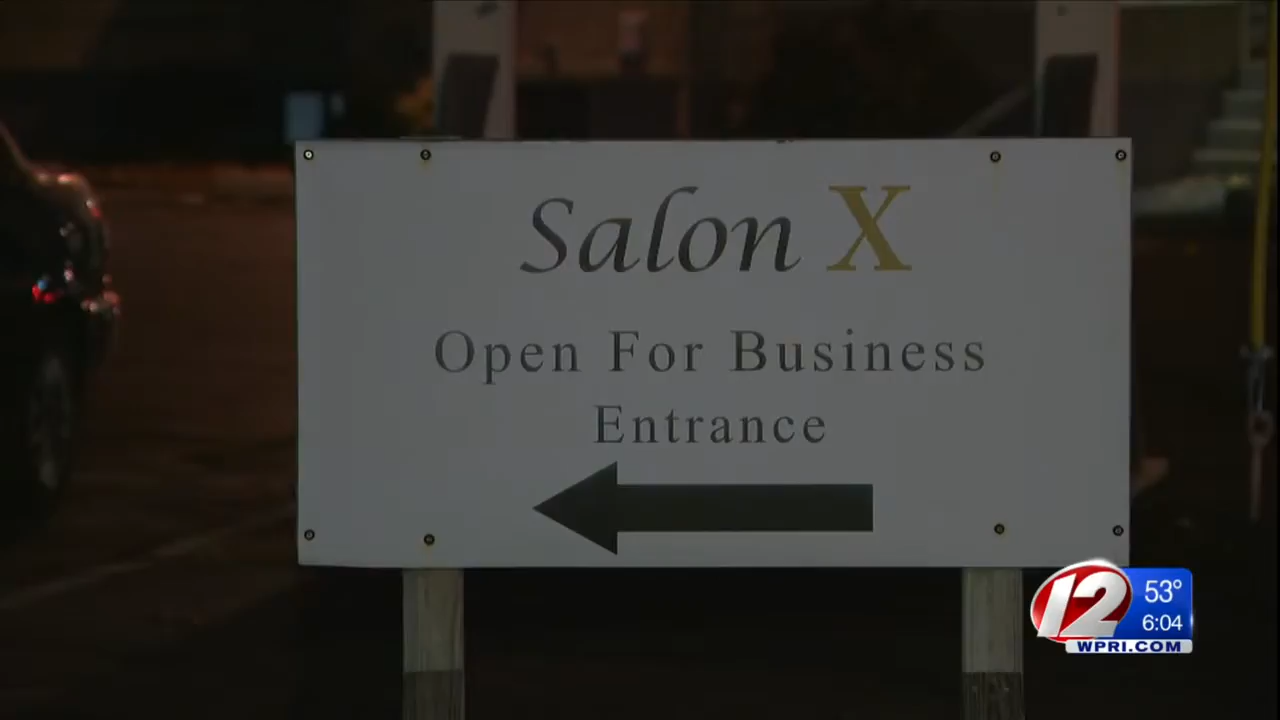 Salon X
Open For Business
Entrance
12
53°
6:04
WPRI.COM